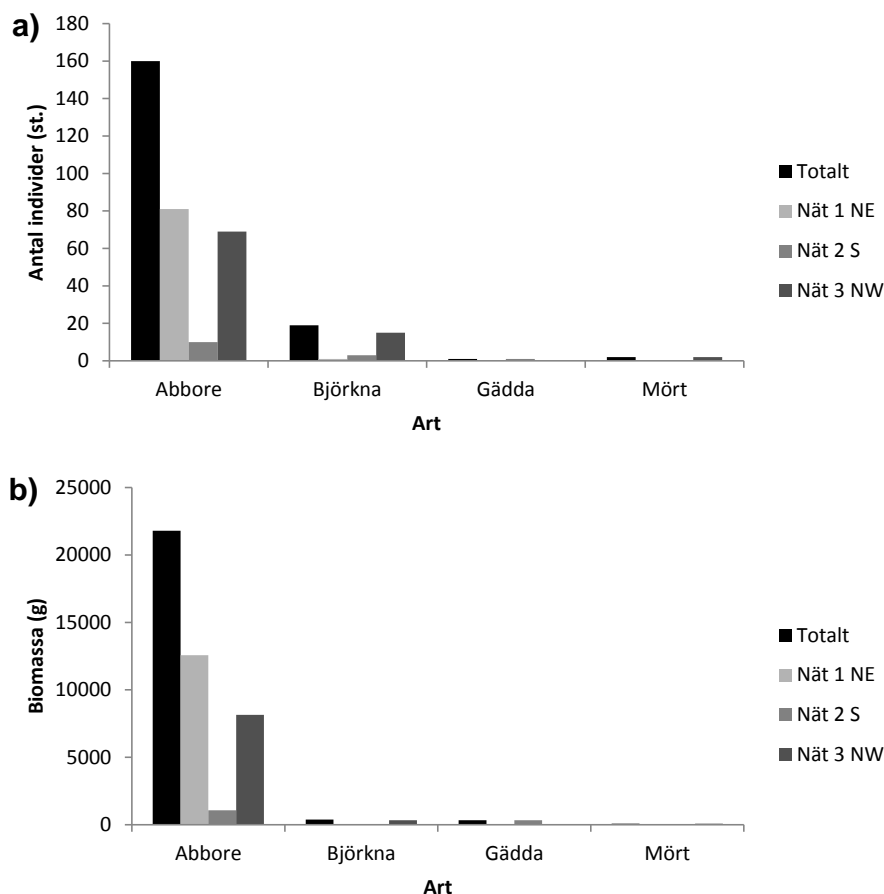 a)
Antal individer (st.)
180
160
140
120
100
80
60
40
20
0
Abbore Björkna Gädda Mört
Art
Totalt
Nät 1 NE
Nät 2 S
Nät 3 NW
b)
Biomassa (g)
25000
20000
15000
10000
5000
0
Abbore Björkna Gädda Mört
Art
Totalt
Nät 1 NE
Nät 2 S
Nät 3 NW